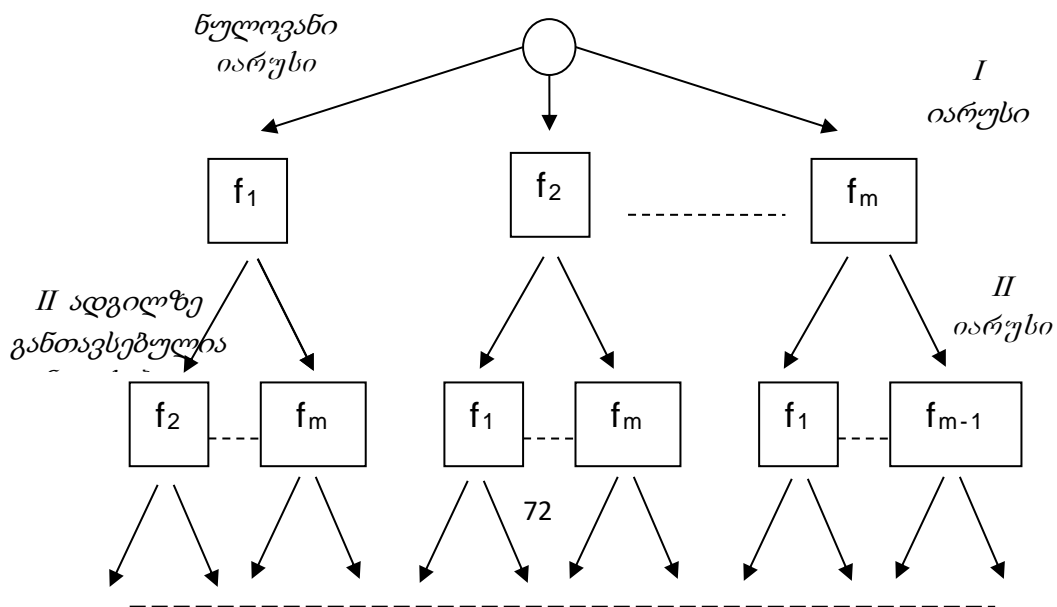 ნულოვანი
იარუსი
I
იარუსი
f1
f2
fm
II ადგილზე
განთავსებულია
II
იარუსი
f2
fm
f1
fm
f1
fm-1
72